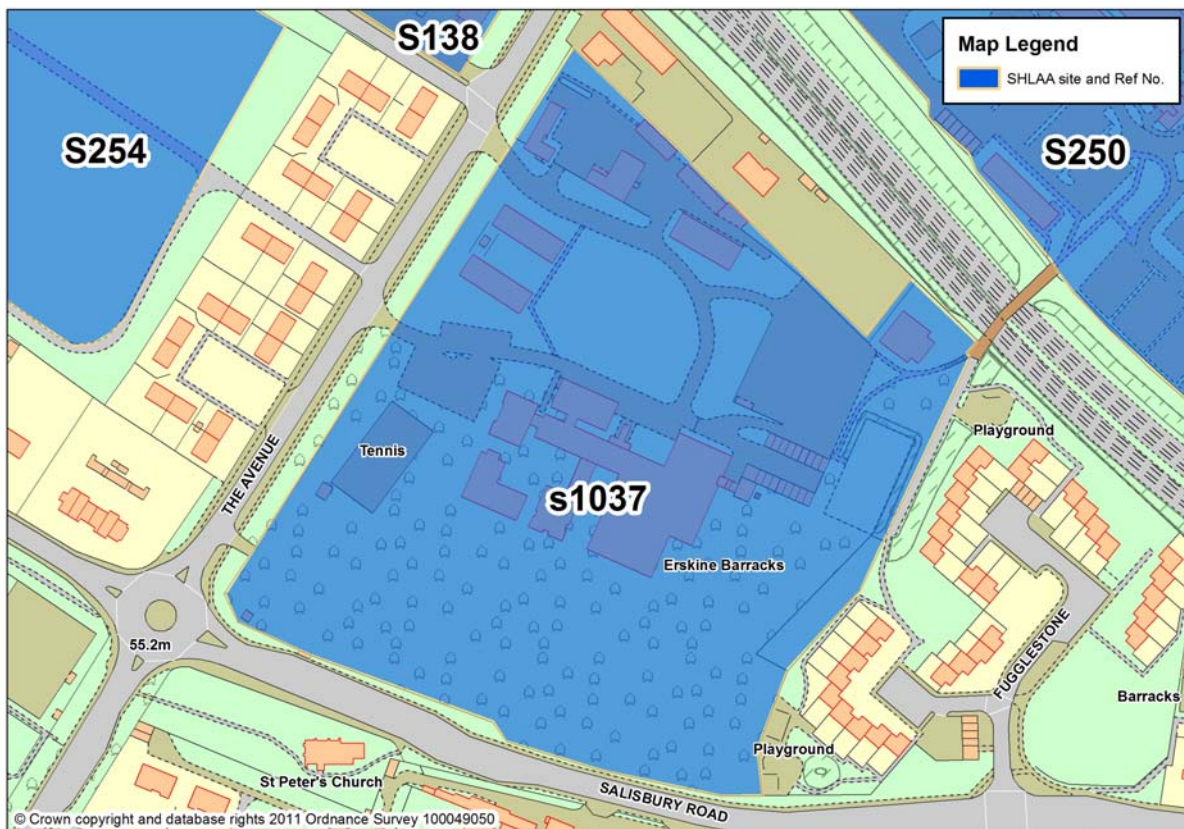 S138
Map Legend
SHLAA site and Ref No.
S254
S250
Tennis
Playground
THE AVENUE
s1037
Erskine Barracks
55.2m
FUGGLESTONE
Barracks
Playground
St Peter's Church
SALISBURY ROAD
© Crown copyright and database rights 2011 Ordnance Survey 100049050